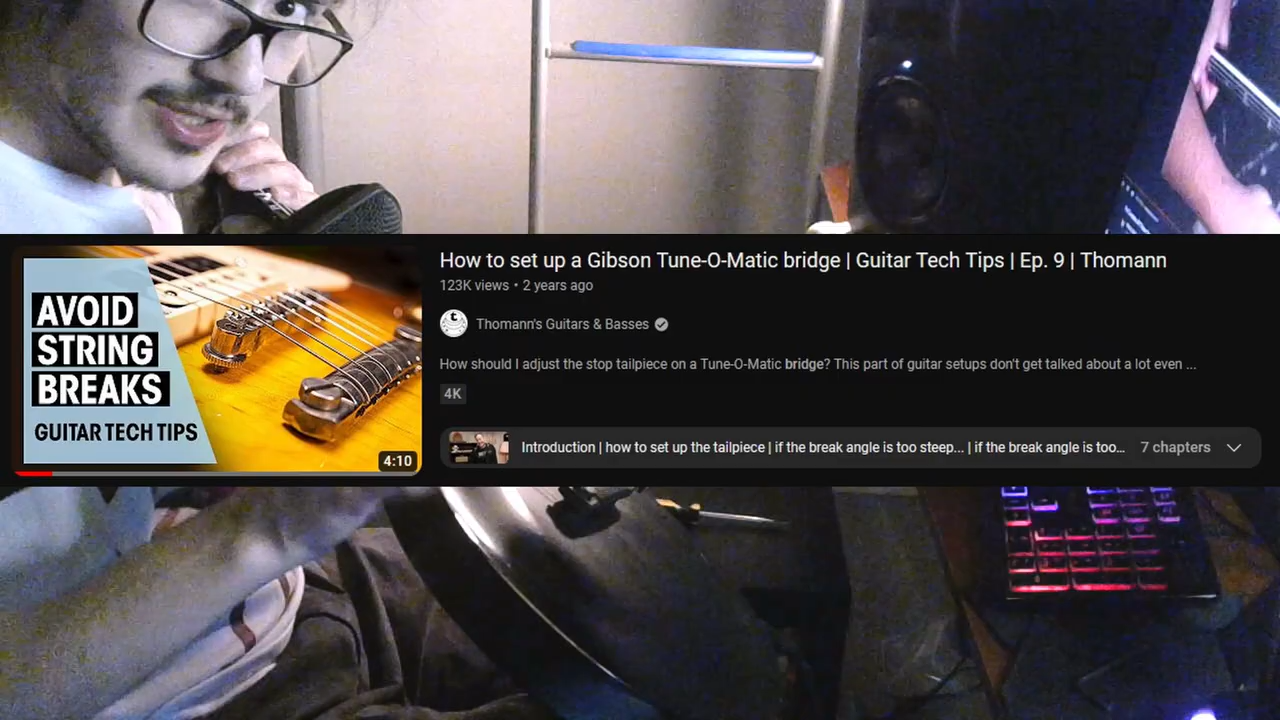 How to set up a Gibson Tune-O-Matic bridge | Guitar Tech Tips | Ep. 9 | Thomann
123K views • 2 years ago
Thomann's Guitars & Basses
How should I adjust the stop tailpiece on a Tune-O-Matic bridge? This part of guitar setups don't get talked about a lot even ...
4K
Introduction | how to set up the tailpiece | if the break angle is too steep... | if the break angle is too...
7 chapters
AVOID
STRING
BREAKS
GUITAR TECH TIPS
4:10